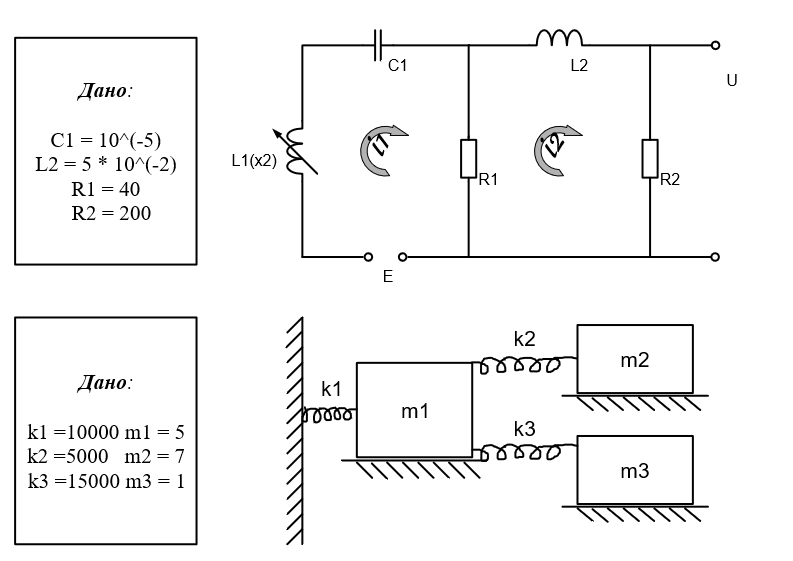 Дано:
C1 = 10^(-5)
L2 = 5 * 10^(-2)
R1 = 40
R2 = 200
C1
L2
U
i1
i2
L1(x2)
R1
R2
E
Дано:
k1 =10000 m1 = 5
k2 =5000 m2 = 7
k3 =15000 m3 = 1
k1
m1
k2
m2
k3
m3